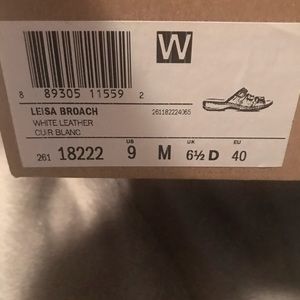 W
8 89305 11559 2
LEISA BROACH
261182224065
WHITE LEATHER
CUIR BLANC
US UK EU
261 18222 9 M 6½ D 40